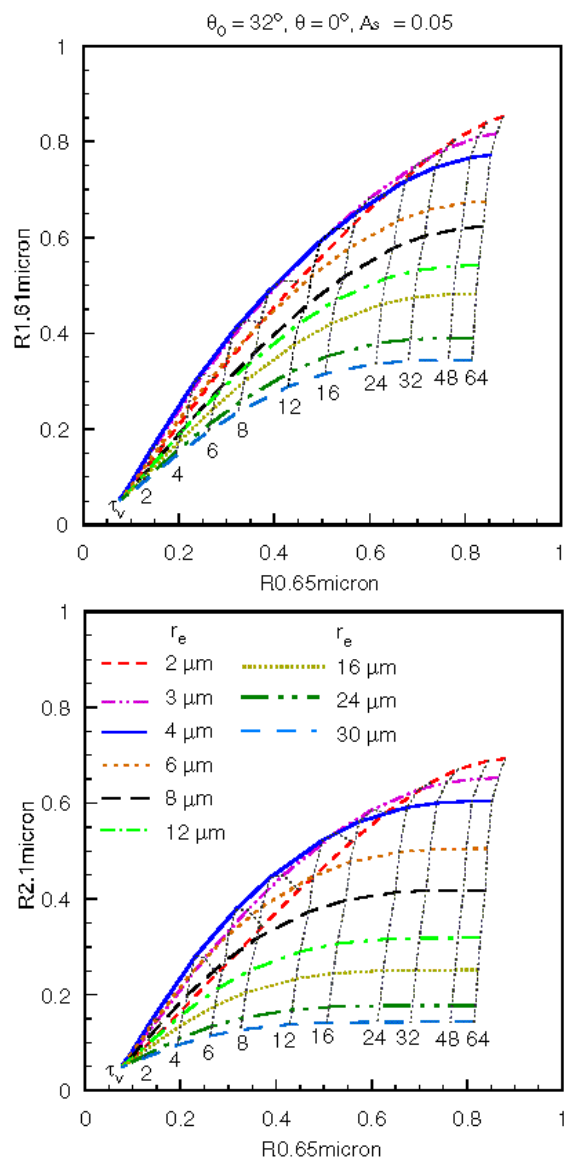 θo = 32º, θ = 0º, As = 0.05
1
0.8
0.6
0.4
0.2
0
R1.61micron
τv 2 4 6 8 12 16 24 32 48 64
0 0.2 0.4 0.6 0.8 1
R0.65micron
1
0.8
0.6
0.4
0.2
0
R2.1micron
re re
2 µm 16 µm
3 µm 24 µm
4 µm 30 µm
6 µm
8 µm
12 µm
τv 2 4 6 8 12 16 24 32 48 64
0 0.2 0.4 0.6 0.8 1
R0.65micron